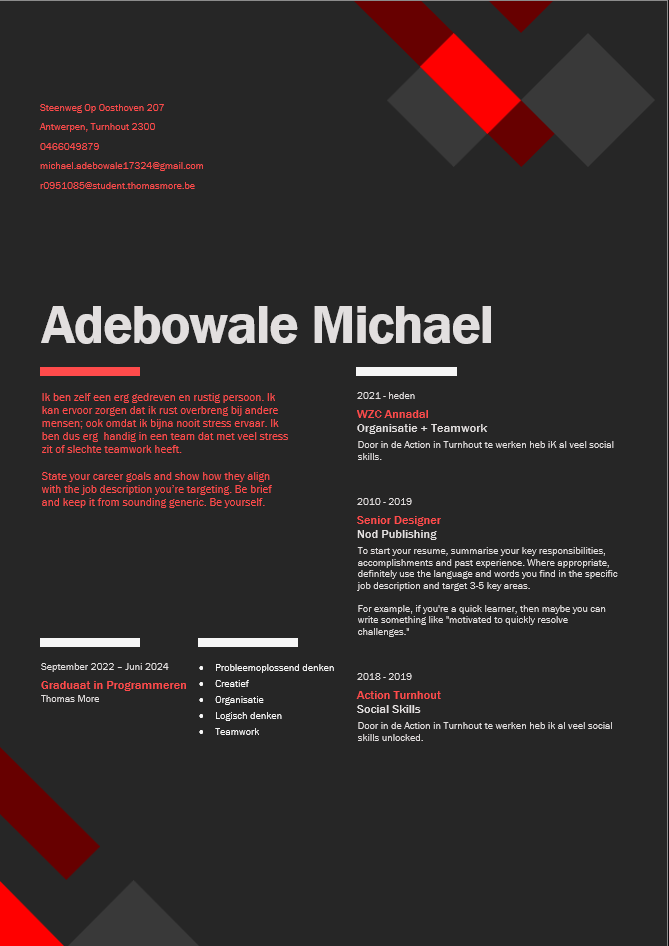 Steenweg Op Oosthoven 207
Antwerpen, Turnhout 2300
0466049879
michael.adebowale17324@gmail.com
r0951085@student.thomasmore.be
Adebowale Michael
Ik ben zelf een erg gedreven en rustig persoon. Ik
kan ervoor zorgen dat ik rust overbreng bij andere
mensen; ook omdat ik bijna nooit stress ervaar. Ik
ben dus erg  handig in een team dat met veel stress
zit of slechte teamwork heeft.
State your career goals and show how they align
with the job description you're targeting. Be brief
and keep it from sounding generic. Be yourself.
September 2022 – Juni 2024
Graduaat in Programmeren
Thomas More
• Probleemoplossend denken
• Creatief
• Organisatie
• Logisch denken
• Teamwork
2021 - heden
WZC Annadal
Organisatie + Teamwork
Door in de Action in Turnhout te werken heb iK al veel social
skills.
2010 - 2019
Senior Designer
Nod Publishing
To start your resume, summarise your key responsibilities,
accomplishments and past experience. Where appropriate,
definitely use the language and words you find in the specific
job description and target 3-5 key areas.
For example, if you're a quick learner, then maybe you can
write something like "motivated to quickly resolve
challenges."
2018 - 2019
Action Turnhout
Social Skills
Door in de Action in Turnhout te werken heb ik al veel social
skills unlocked.